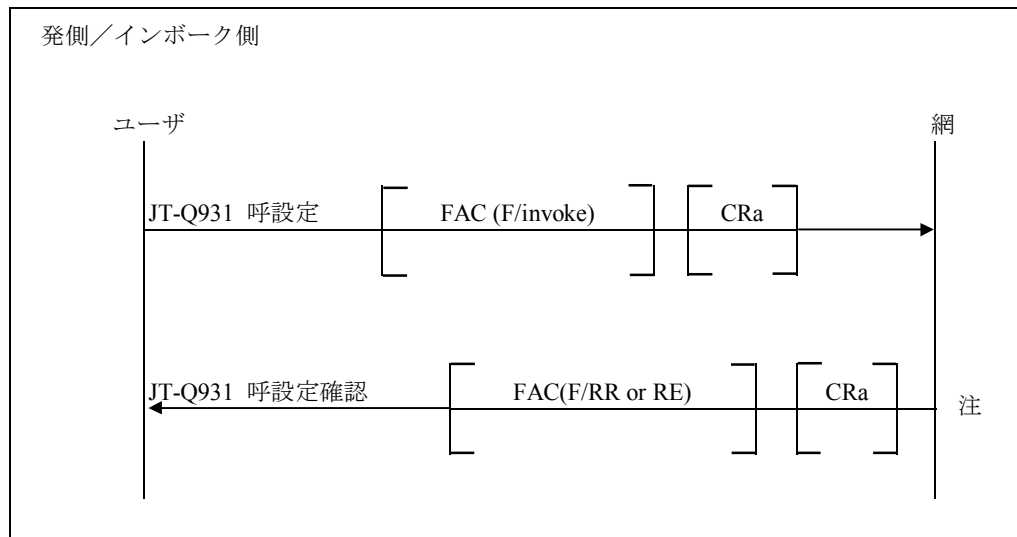 発側／インボーク側
ユーザ 網
JT-Q931 呼設定 FAC (F/invoke) CRa
JT-Q931 呼設定確認 FAC(F/RR or RE) CRa 注